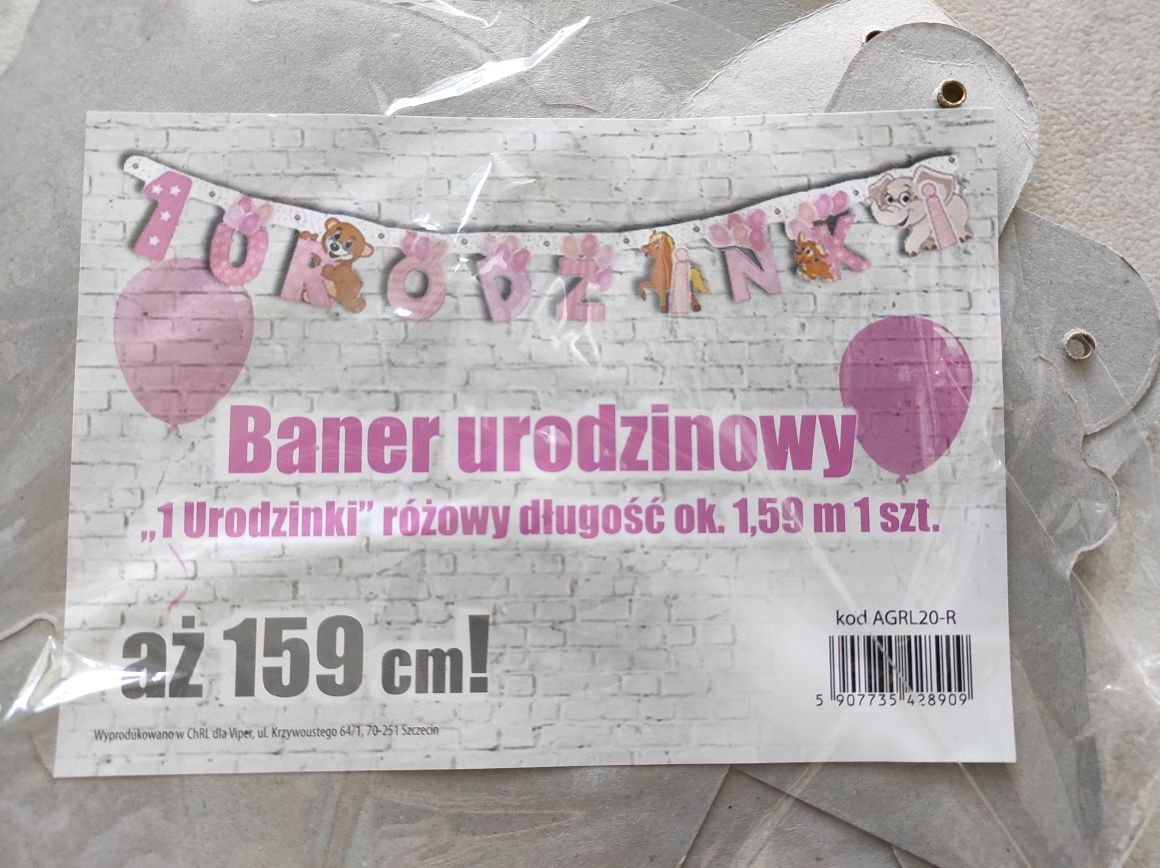 1 URODZINKI
Baner urodzinowy
„1 Urodzinki” różowy długość ok. 1,59 m 1 szt.
aż 159 cm!
kod AGRL20-R
5 907735 428909
Wyprodukowano w ChRL dla Viper, ul. Krzywoustego 64/1, 70-251 Szczecin